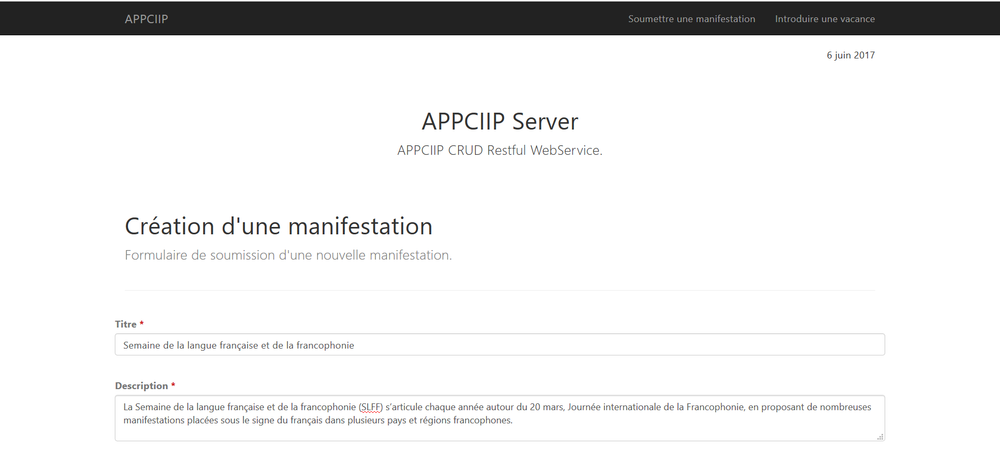 APPCIIP
Soumettre une manifestation
Introduire une vacance
6 juin 2017
APPCIIP Server
APPCIIP CRUD Restful WebService.
Création d'une manifestation
Formulaire de soumission d'une nouvelle manifestation.
Titre *
Semaine de la langue française et de la francophonie
Description *
La Semaine de la langue française et de la francophonie (SLFF) s’articule chaque année autour du 20 mars, Journée internationale de la Francophonie, en proposant de nombreuses
manifestations placées sous le signe du français dans plusieurs pays et régions francophones.